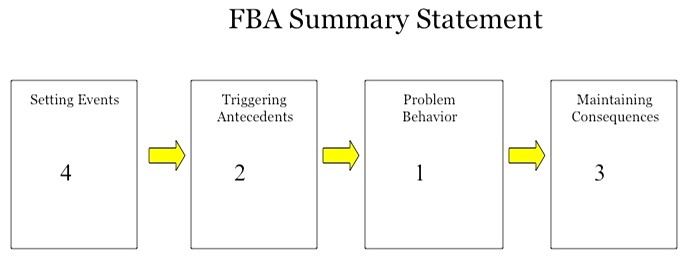 FBA Summary Statement
Setting Events
4
Triggering
Antecedents
2
Problem
Behavior
1
Maintaining
Consequences
3